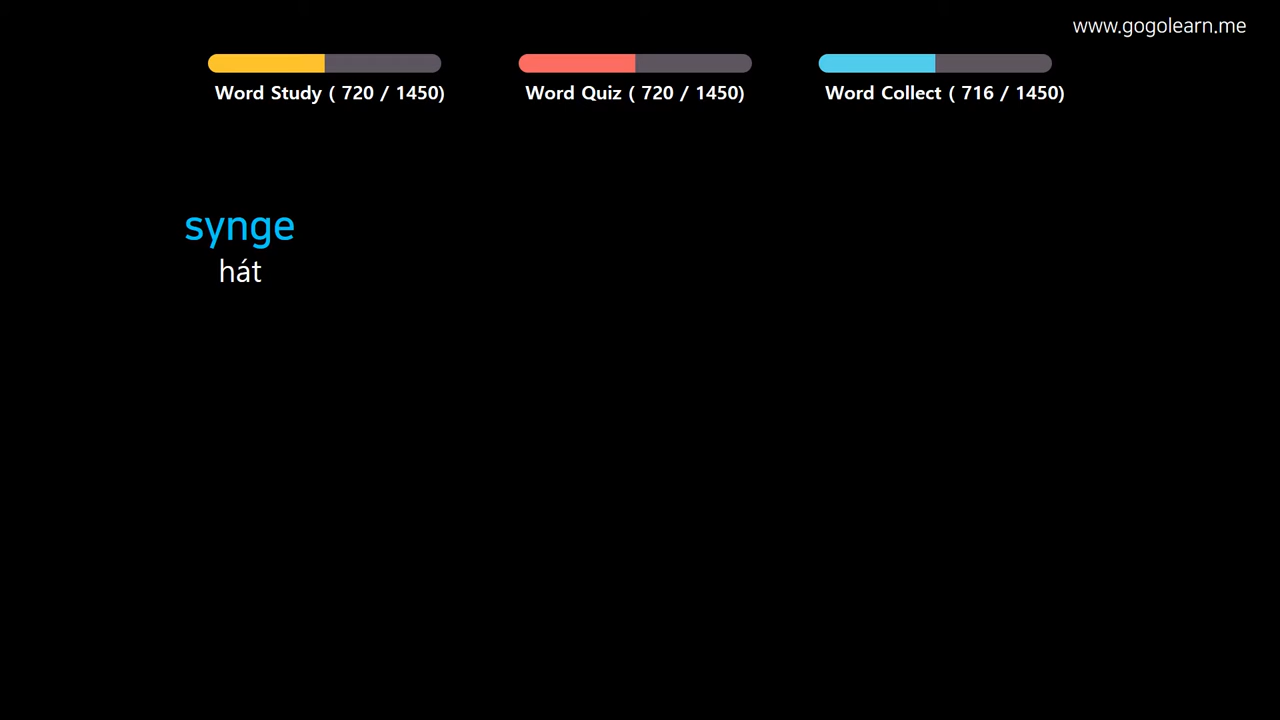 www.gogolearn.me
Word Study ( 720 / 1450)
Word Quiz ( 720 / 1450)
Word Collect ( 716 / 1450)
synge
hát